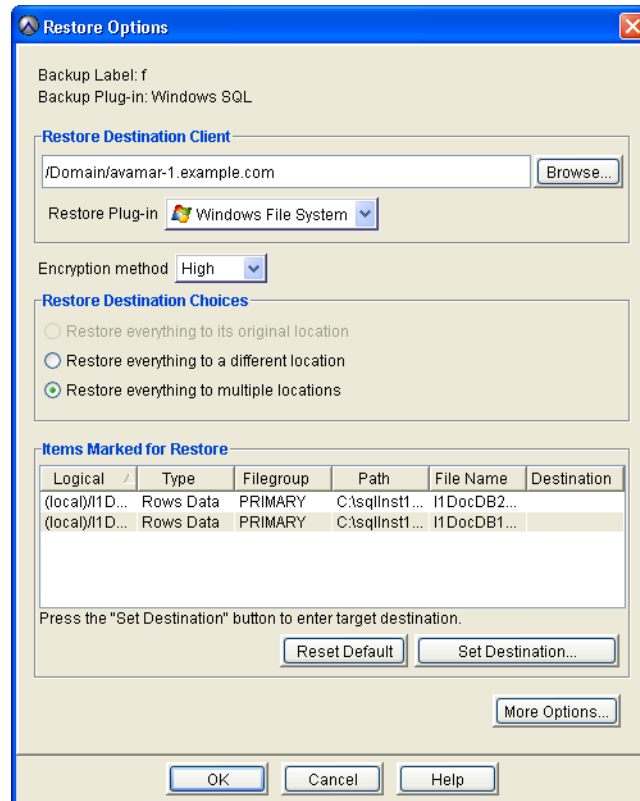 Restore Options
Backup Label: f
Backup Plug-in: Windows SQL
Restore Destination Client
/Domain/avamar-1.example.com Browse...
Restore Plug-in Windows File System
Encryption method High
Restore Destination Choices
Restore everything to its original location
Restore everything to a different location
Restore everything to multiple locations
Items Marked for Restore
Logical Type Filegroup Path File Name Destination
(local)/I1D... Rows Data PRIMARY C:\sqlInst1... I1DocDB2...
(local)/I1D... Rows Data PRIMARY C:\sqlInst1... I1DocDB1...
Press the "Set Destination" button to enter target destination.
Reset Default Set Destination...
More Options...
OK Cancel Help